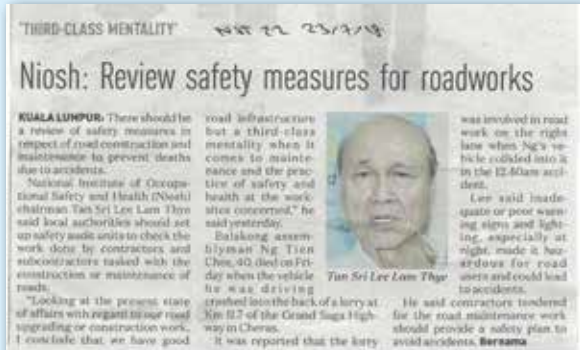 'THIRD-CLASS MENTALITY'
NST 22 23/7/18
Niosh: Review safety measures for roadworks
KUALA LUMPUR: There should be
a review of safety measures in
respect of road construction and
maintenance to prevent deaths
due to accidents.
National Institute of Occupa-
tional Safety and Health (Niosh)
chairman Tan Sri Lee Lam Thye
said local authorities should set
up safety audit units to check the
work done by contractors and
subcontractors tasked with the
construction or maintenance of
roads.
"Looking at the present state
of affairs with regard to our road
upgrading or construction work,
I conclude that we have good
road infrastructure
but a third-class
mentality when it
comes to mainte-
nance and the prac-
tice of safety and
health at the work-
sites concerned," he
said yesterday.
Balakong assem-
blyman Ng Tien
Chee, 40, died on Fri-
day when the vehicle
he was driving
crashed into the back of a lorry at
Km 11.7 of the Grand Saga High-
way in Cheras.
It was reported that the lorry
Tan Sri Lee Lam Thye
was involved in road
work on the right
lane when Ng's ve-
hicle collided into it
in the 12.40am acci-
dent.
Lee said inade-
quate or poor warn-
ing signs and light-
ing, especially at
night, made it haz-
ardous for road
users and could lead
to accidents.
He said contractors tendered
for the road maintenance work
should provide a safety plan to
avoid accidents. Bernama